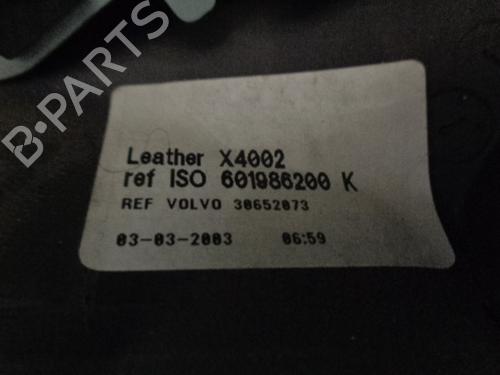 B-PARTS
Leather X4002
ref ISO 601986200 K
REF VOLVO 30652073
03-03-2003 06:59